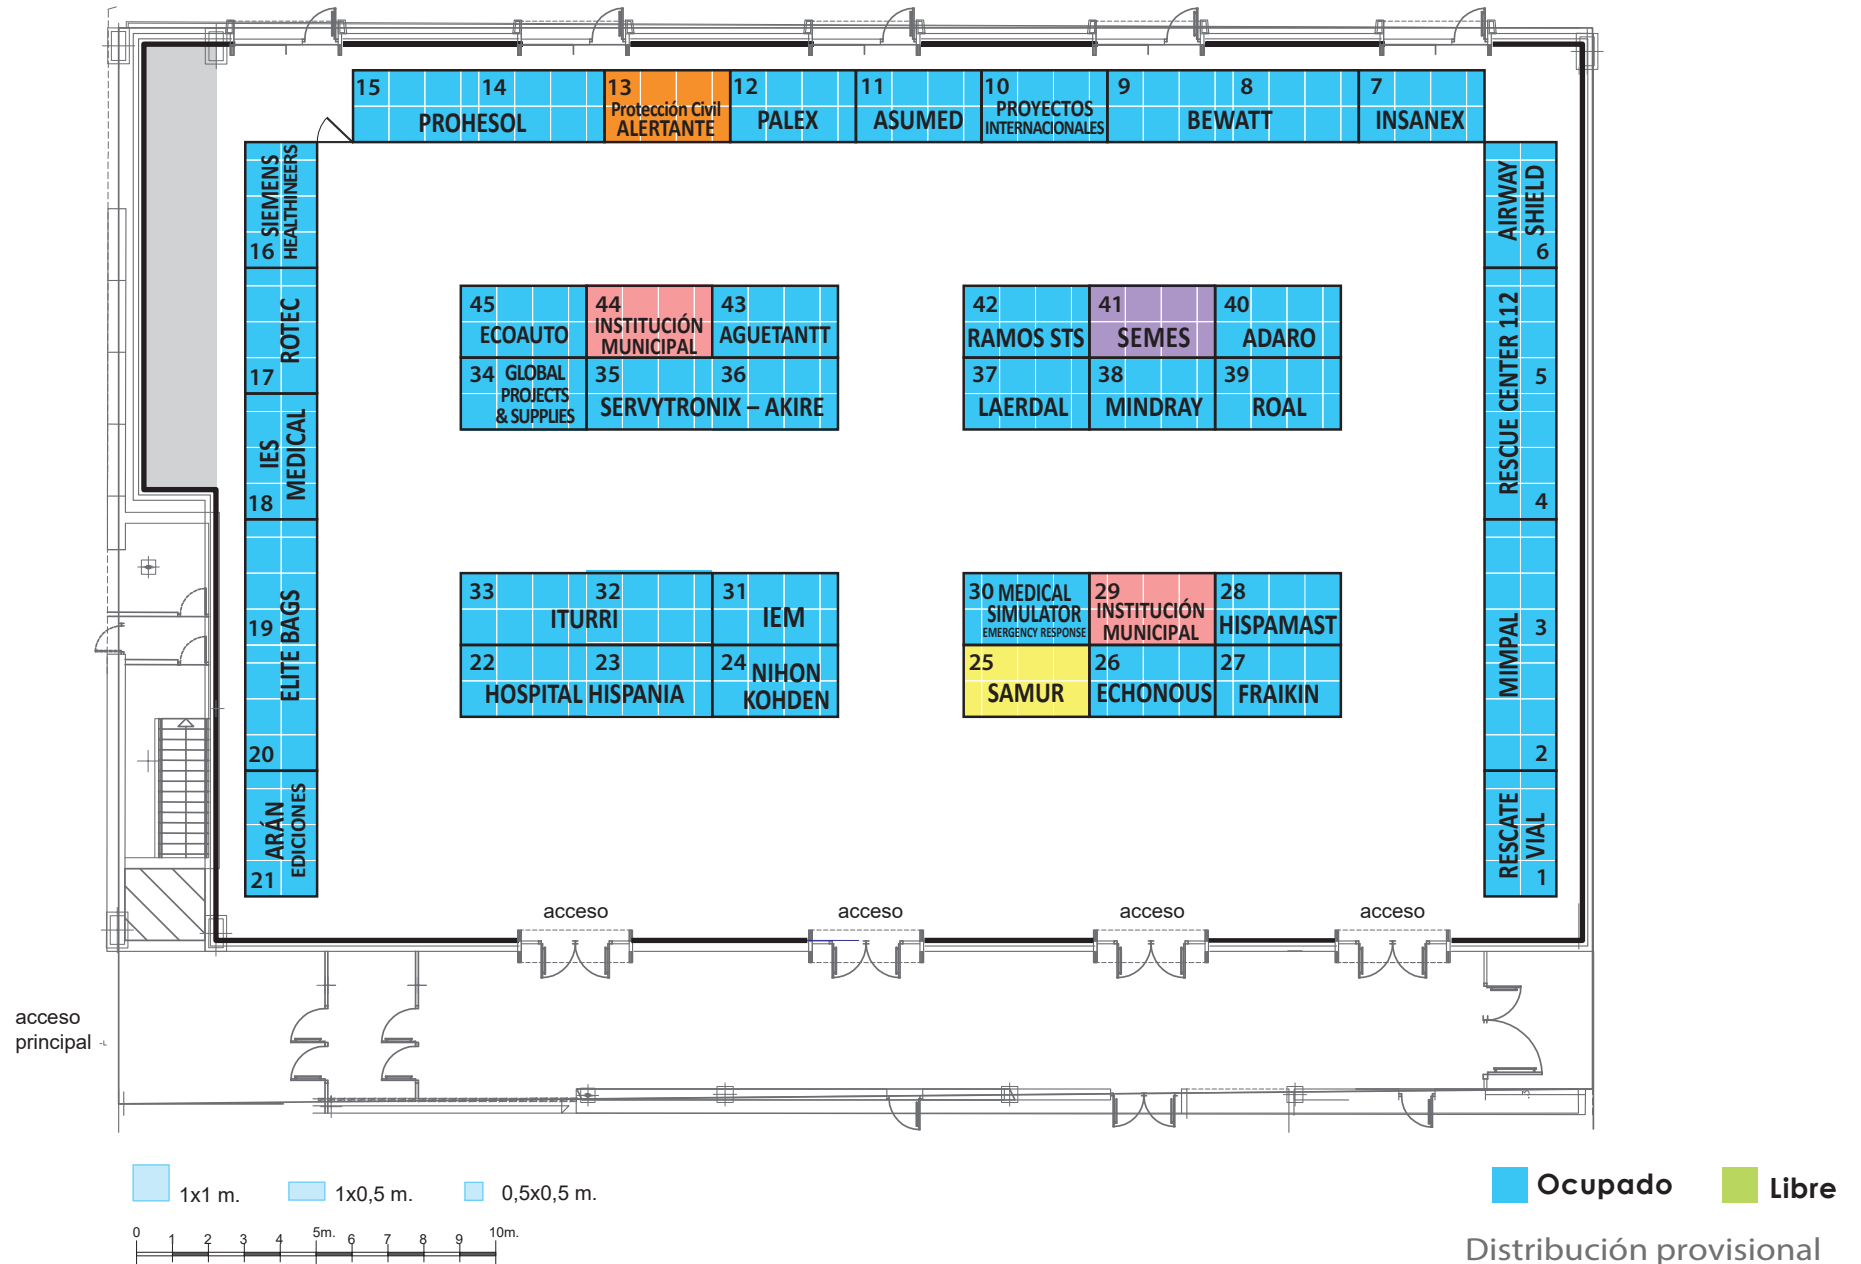 15
14
PROHESOL
13
Protección Civil
ALERTANTE
12
PALEX
11
ASUMED
10
PROYECTOS
INTERNACIONALES
9
8
BEWATT
7
INSANEX
SIEMENS
HEALTHINEERS
16
ROTEC
17
IES
MEDICAL
18
ELITE BAGS
19
20
ARÁN
EDICIONES
21
45
ECOAUTO
44
INSTITUCIÓN
MUNICIPAL
43
AGUETANTT
34
GLOBAL
PROJECTS
& SUPPLIES
35
36
SERVYTRONIX – AKIRE
42
RAMOS STS
41
SEMES
40
ADARO
37
LAERDAL
38
MINDRAY
39
ROAL
33
32
ITURRI
31
IEM
22
23
HOSPITAL HISPANIA
24
NIHON
KOHDEN
30
MEDICAL
SIMULATOR
EMERGENCY RESPONSE
29
INSTITUCIÓN
MUNICIPAL
28
HISPAMAST
25
SAMUR
26
ECHONOUS
27
FRAIKIN
AIRWAY
SHIELD
6
RESCUE CENTER 112
5
4
MIMPAL
3
2
RESCATE
VIAL
1
acceso
acceso
acceso
acceso
acceso
principal
1x1 m.
1x0,5 m.
0,5x0,5 m.
0 1 2 3 4 5m. 6 7 8 9 10m.
Ocupado
Libre
Distribución provisional